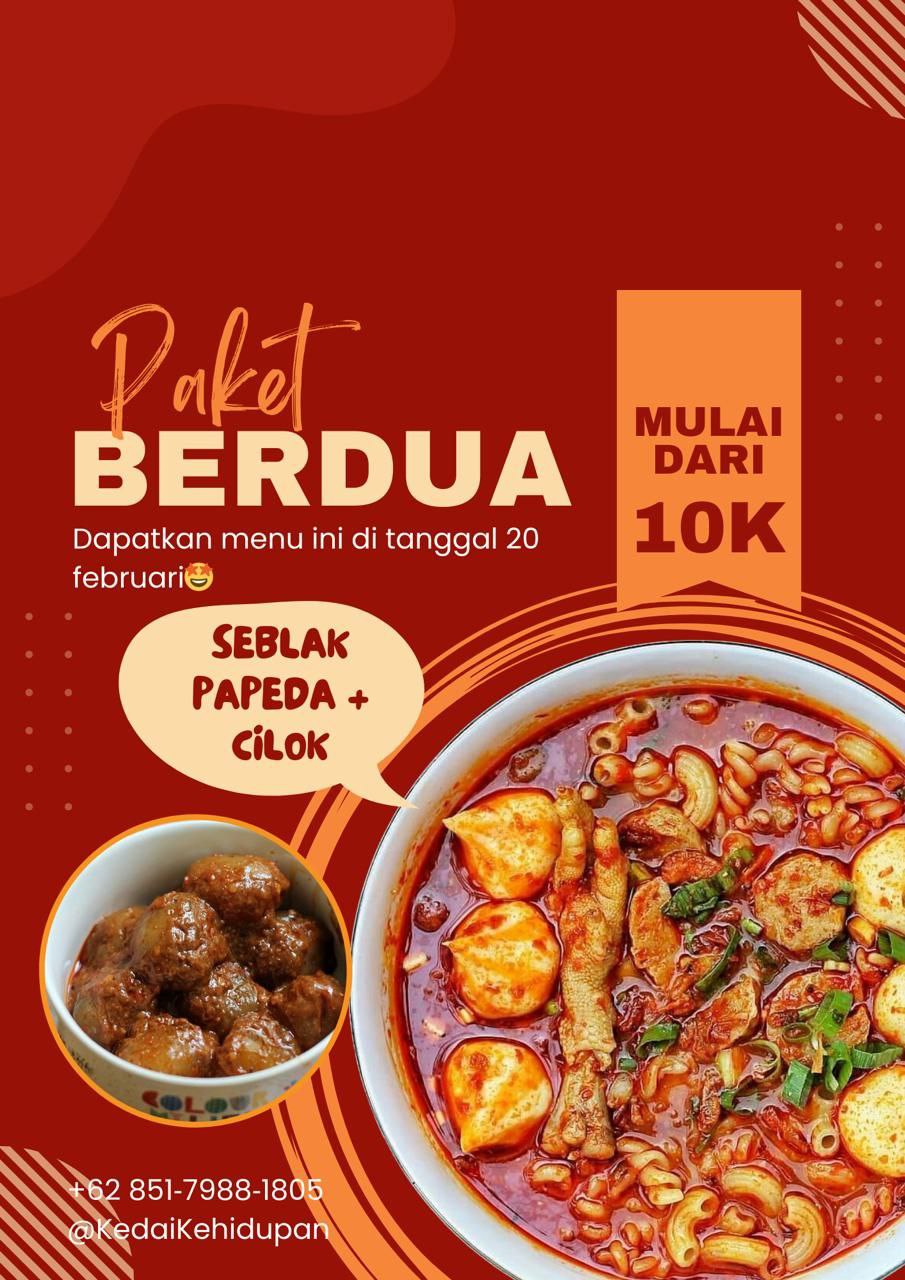 Paket
BERDUA
Dapatkan menu ini di tanggal 20
februari🤩
MULAI
DARI
10K
SEBLAK
PAPEDA +
CiLOK
+62 851-7988-1805
@KedaiKehidupan